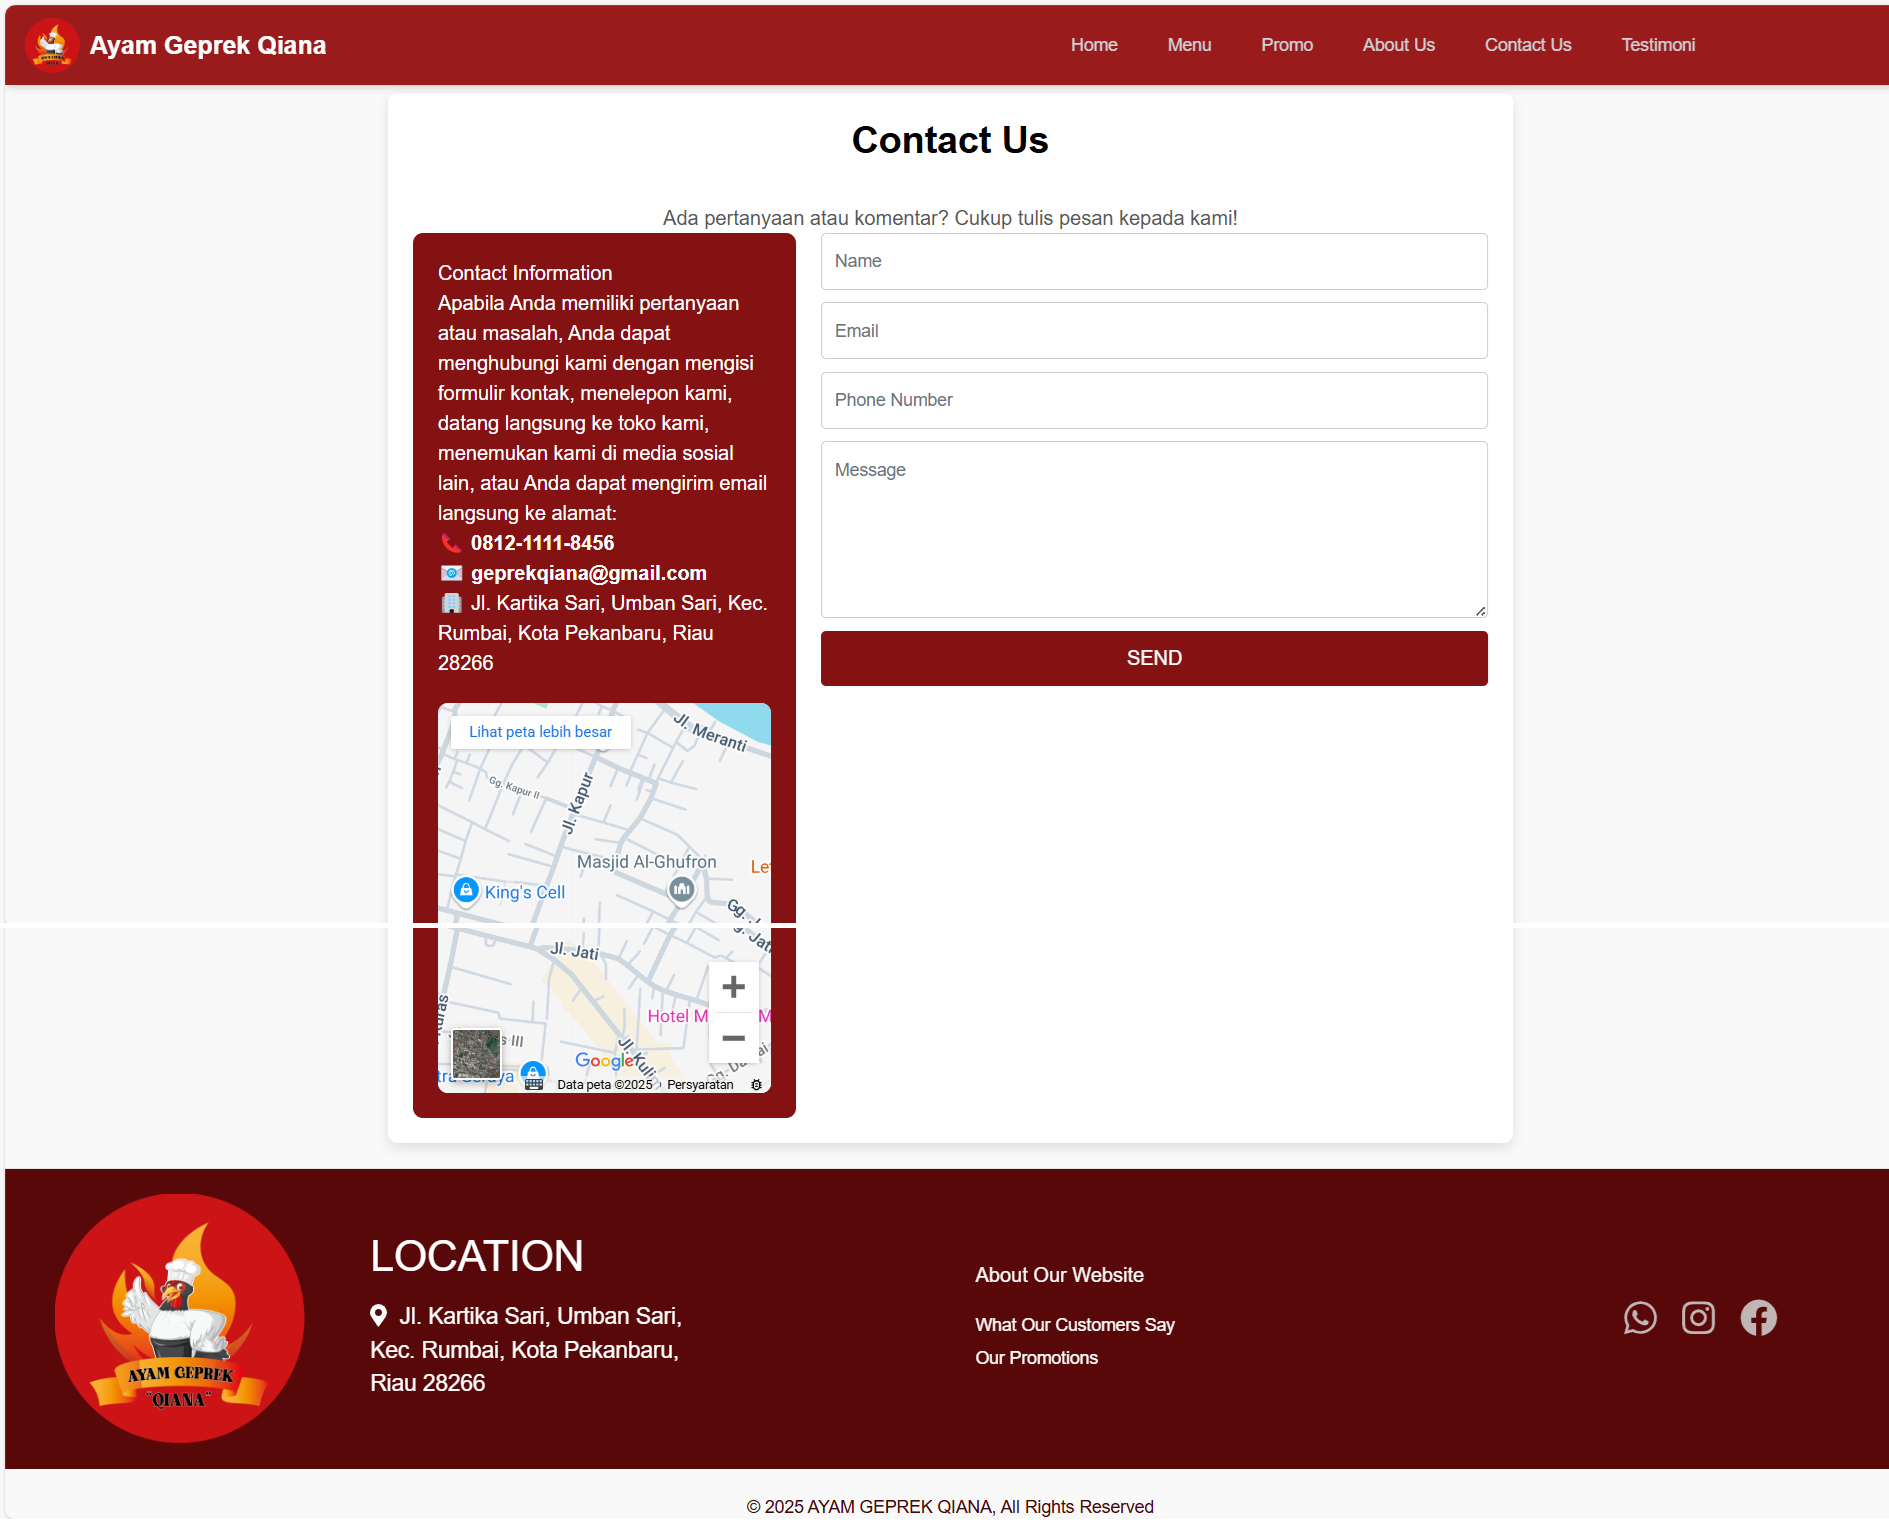 Ayam Geprek Qiana
Home Menu Promo About Us Contact Us Testimoni
Contact Us
Ada pertanyaan atau komentar? Cukup tulis pesan kepada kami!
Contact Information
Apabila Anda memiliki pertanyaan
atau masalah, Anda dapat
menghubungi kami dengan mengisi
formulir kontak, menelepon kami,
datang langsung ke toko kami,
menemukan kami di media sosial
lain, atau Anda dapat mengirim email
langsung ke alamat:
0812-1111-8456
geprekqiana@gmail.com
Jl. Kartika Sari, Umban Sari, Kec.
Rumbai, Kota Pekanbaru, Riau
28266
Lihat peta lebih besar
Jl. Meranti
Gg. Kapur II
Jl. Kapur
Masjid Al-Ghufron
King's Cell
Jl. Jati
Hotel M
Google
Data peta ©2025
Persyaratan
Name
Email
Phone Number
Message
SEND
AYAM GEPREK
"QIANA"
LOCATION
Jl. Kartika Sari, Umban Sari,
Kec. Rumbai, Kota Pekanbaru,
Riau 28266
About Our Website
What Our Customers Say
Our Promotions
© 2025 AYAM GEPREK QIANA, All Rights Reserved